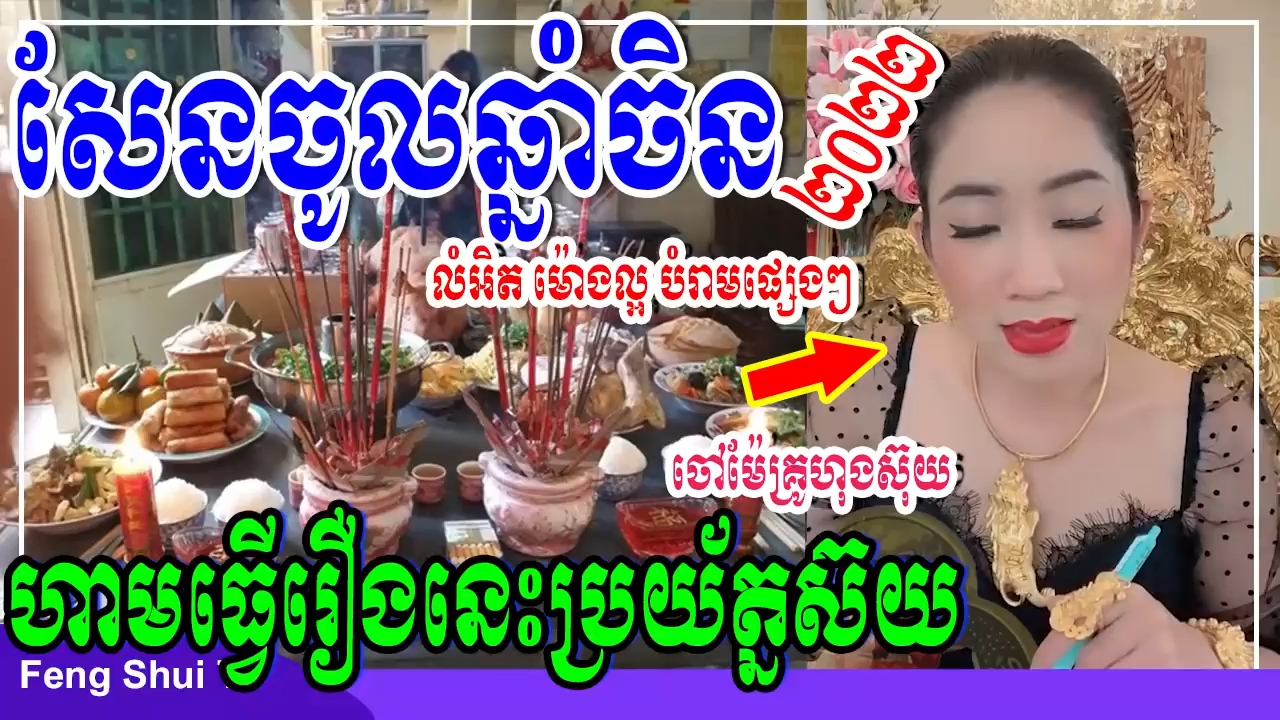 សែនចូលឆ្នាំចិន
២០២២
លំអិត ម៉ោងល្អ បំរាមផ្សេងៗ
ចៅម៉ែគ្រូហុងស៊ុយ
ហាមធ្វើរឿងនេះប្រយ័ត្នស៊យ
Feng Shui